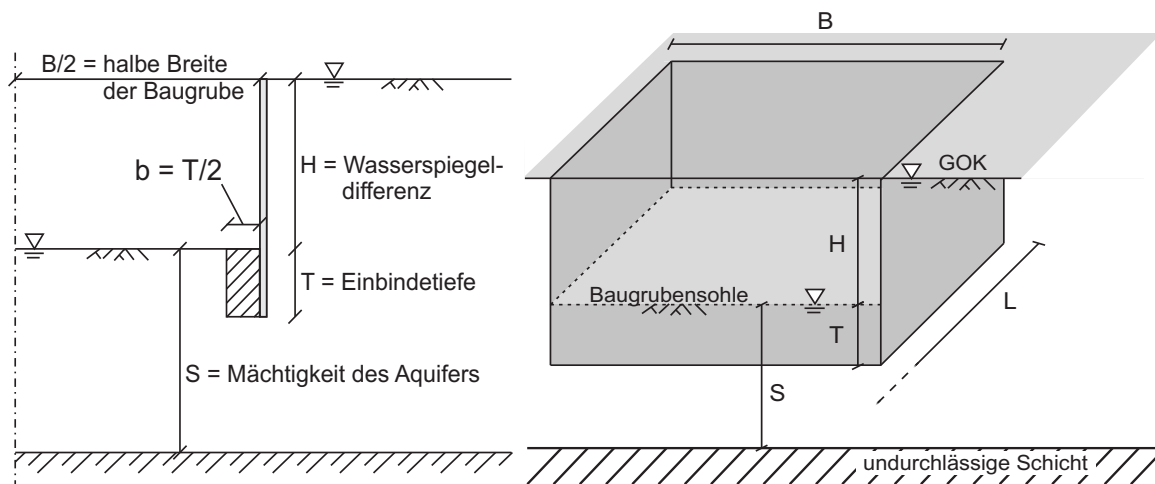 B/2 = halbe Breite
der Baugrube
b = T/2
H = Wasserspiegel-
differenz
T = Einbindetiefe
S = Mächtigkeit des Aquifers
B
GOK
H
Baugrubensohle
T
L
S
undurchlässige Schicht